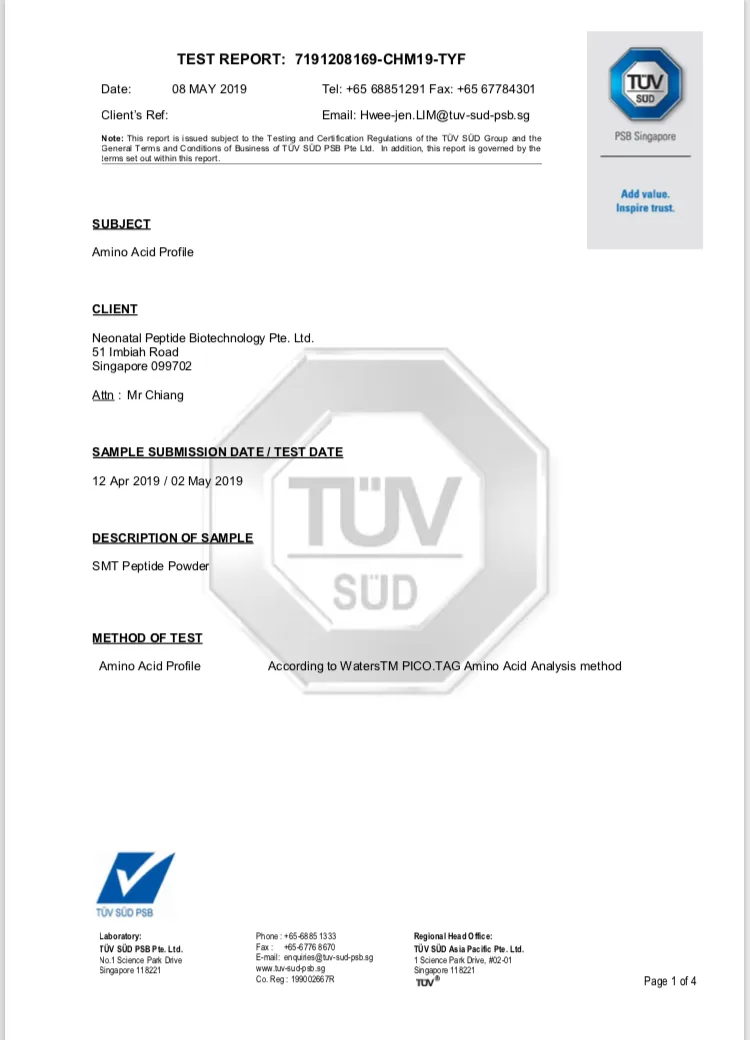 TEST REPORT: 7191208169-CHM19-TYF
Date: 08 MAY 2019 Tel: +65 68851291 Fax: +65 67784301
Client's Ref: Email: Hwee-jen.LIM@tuv-sud-psb.sg
Note: This report is issued subject to the Testing and Certification Regulations of the TÜV SÜD Group and the
General Terms and Conditions of Business of TÜV SÜD PSB Pte Ltd. In addition, this report is governed by the
terms set out within this report.
TÜV
SÜD
PSB Singapore
Add value.
Inspire trust.
SUBJECT
Amino Acid Profile
CLIENT
Neonatal Peptide Biotechnology Pte. Ltd.
51 Imbiah Road
Singapore 099702
Attn : Mr Chiang
SAMPLE SUBMISSION DATE / TEST DATE
12 Apr 2019 / 02 May 2019
DESCRIPTION OF SAMPLE
SMT Peptide Powder
TÜV
SÜD
METHOD OF TEST
Amino Acid Profile According to WatersTM PICO.TAG Amino Acid Analysis method
TÜV SÜD PSB
Laboratory:
TÜV SÜD PSB Pte. Ltd.
No.1 Science Park Drive
Singapore 118221
Phone : +65-6885 1333
Fax : +65-6776 8670
E-mail: enquiries@tuv-sud-psb.sg
www.tuv-sud-psb.sg
Co. Reg : 199002667R
Regional Head Office:
TÜV SÜD Asia Pacific Pte. Ltd.
1 Science Park Drive, #02-01
Singapore 118221
TÜV®
Page 1 of 4